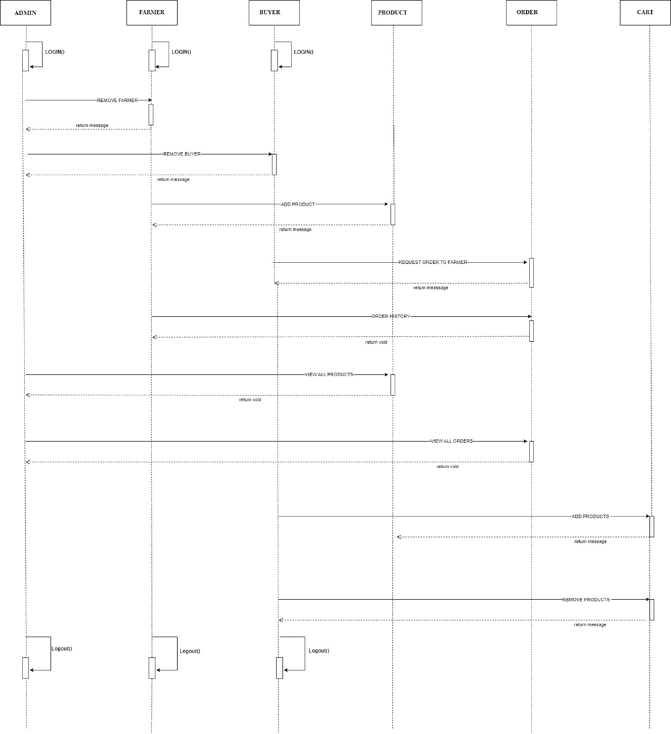 ADMIN
FARMER
BUYER
PRODUCT
ORDER
CART
LOGIN()
LOGIN()
LOGIN()
REMOVE FARMER
return message
REMOVE BUYER
return message
ADD PRODUCT
return message
REQUEST ORDER TO FARMER
return message
ORDER HISTORY
return void
VIEW ALL PRODUCTS
return void
VIEW ALL ORDERS
return void
ADD PRODUCTS
return message
REMOVE PRODUCTS
return message
Logout()
Logout()
Logout()